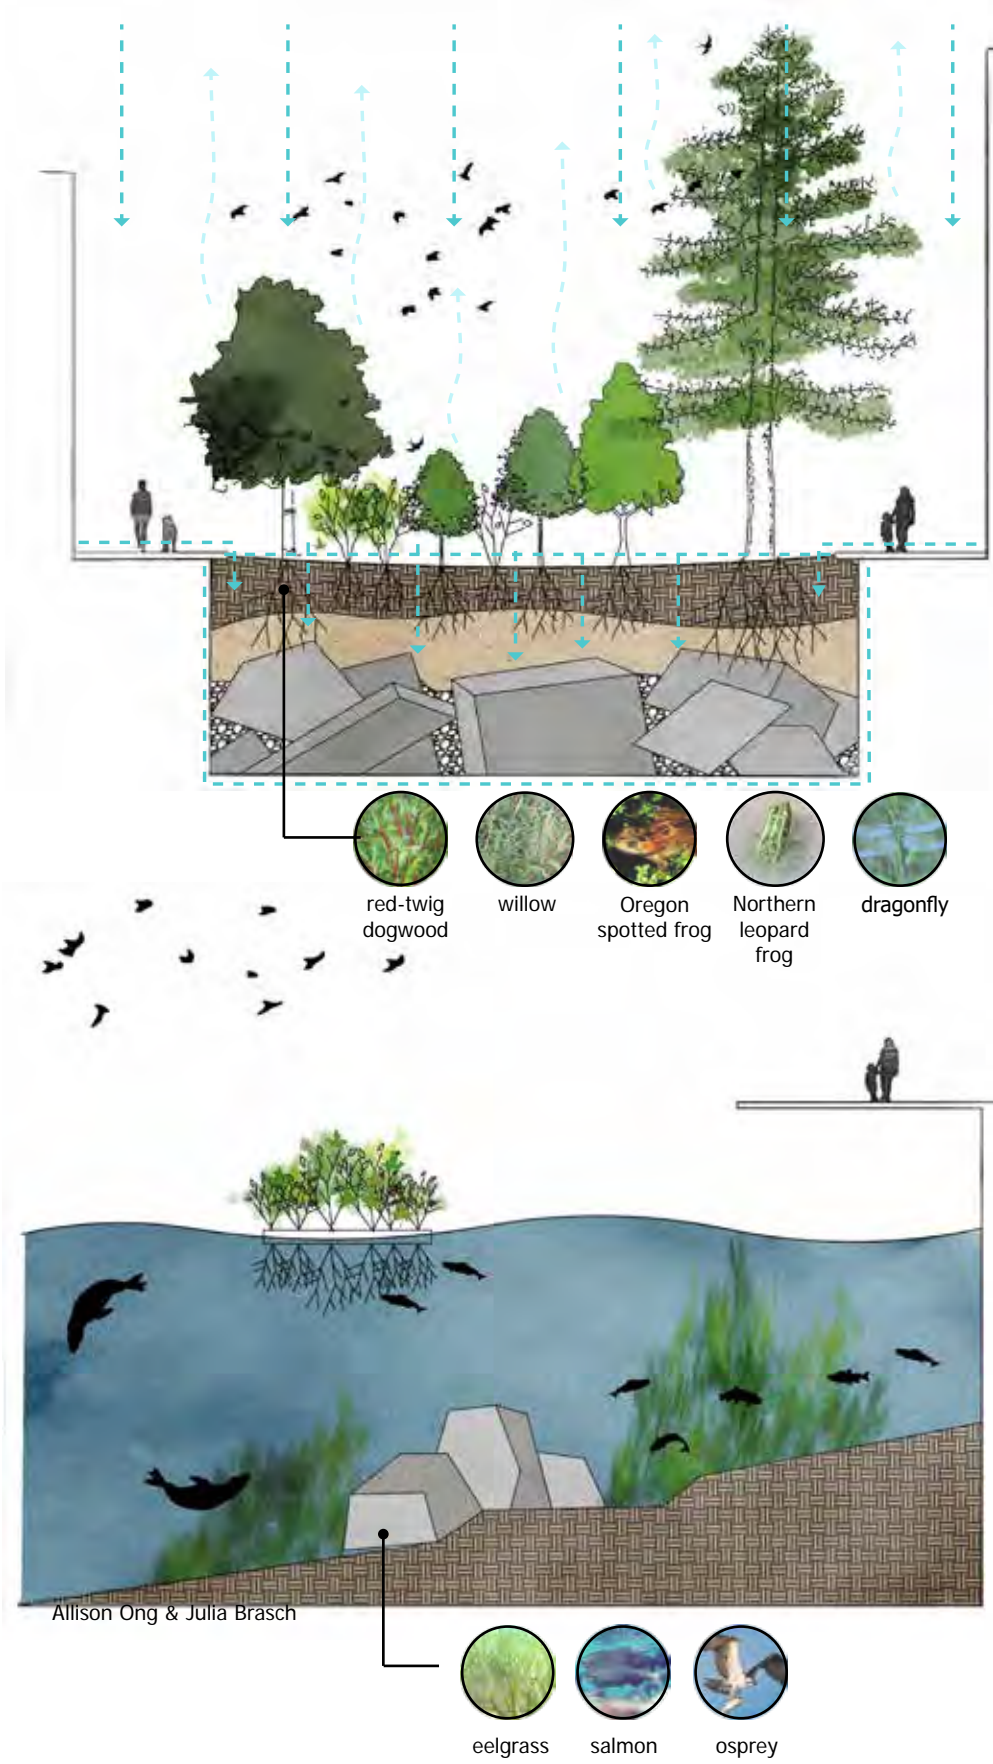 red-twig
dogwood
willow
Oregon
spotted frog
Northern
leopard
frog
dragonfly
Allison Ong & Julia Brasch
eelgrass
salmon
osprey